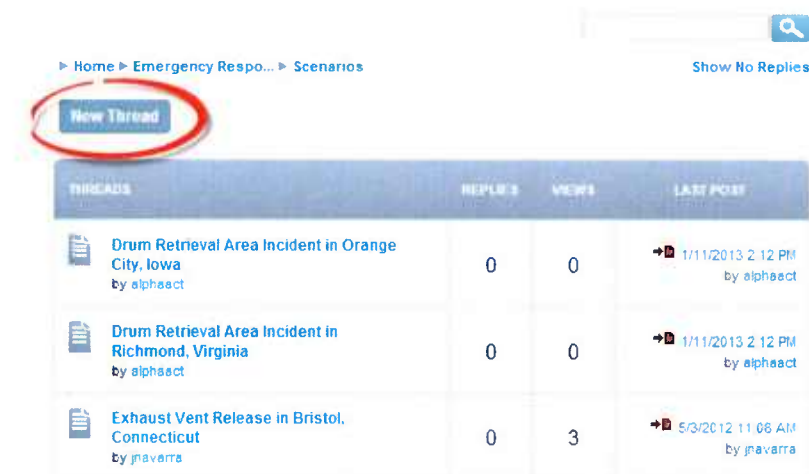 Home Emergency Respo... Scenarios
Show No Replies
New Thread
THREADS REPLIES VIEWS LAST POST
Drum Retrieval Area Incident in Orange
City, Iowa
by alphaact
0 0
1/11/2013 2:12 PM
by alphaact
Drum Retrieval Area Incident in
Richmond, Virginia
by alphaact
0 0
1/11/2013 2:12 PM
by alphaact
Exhaust Vent Release in Bristol,
Connecticut
by jnavarra
0 3
5/3/2012 11:08 AM
by jnavarra